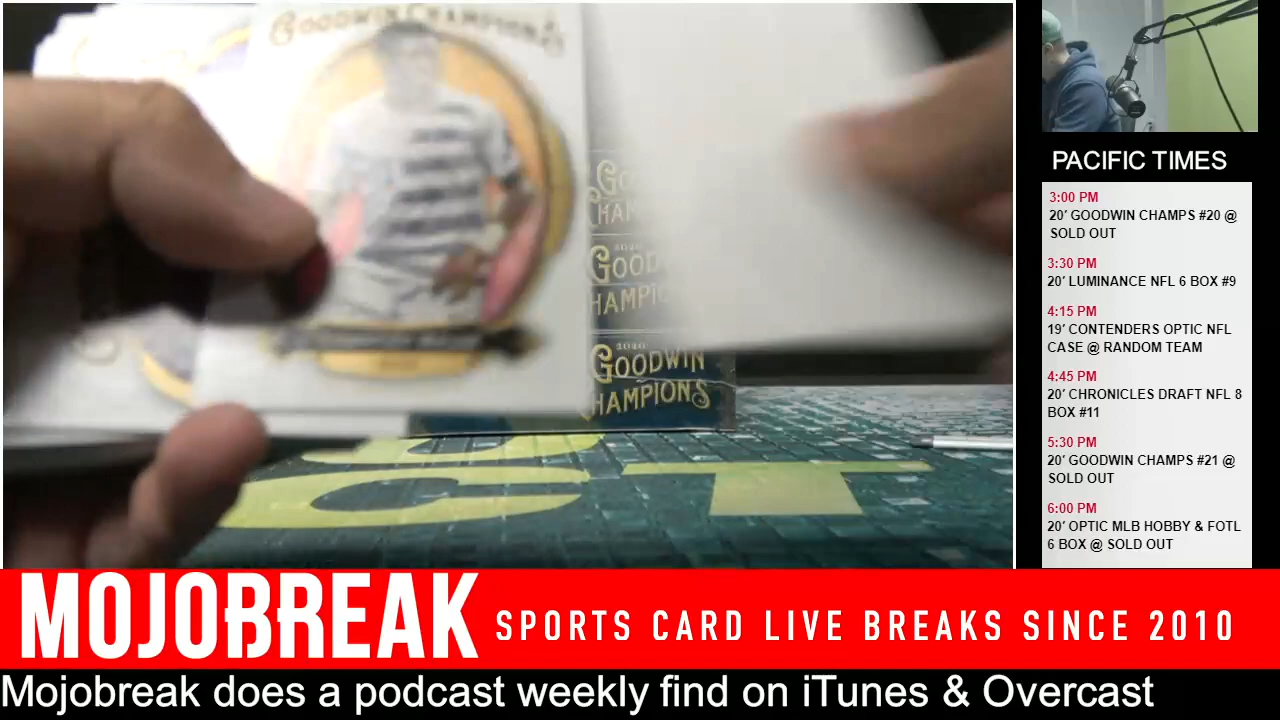 GOODWIN CHAMPIONS
GOODWIN
CHAMPIONS
2020
GOODWIN
CHAMPIONS
PACIFIC TIMES
3:00 PM
20' GOODWIN CHAMPS #20 @
SOLD OUT
3:30 PM
20' LUMINANCE NFL 6 BOX #9
4:15 PM
19' CONTENDERS OPTIC NFL
CASE @ RANDOM TEAM
4:45 PM
20' CHRONICLES DRAFT NFL 8
BOX #11
5:30 PM
20' GOODWIN CHAMPS #21 @
SOLD OUT
6:00 PM
20' OPTIC MLB HOBBY & FOTL
6 BOX @ SOLD OUT
MOJOBREAK
SPORTS CARD LIVE BREAKS SINCE 2010
Mojobreak does a podcast weekly find on iTunes & Overcast